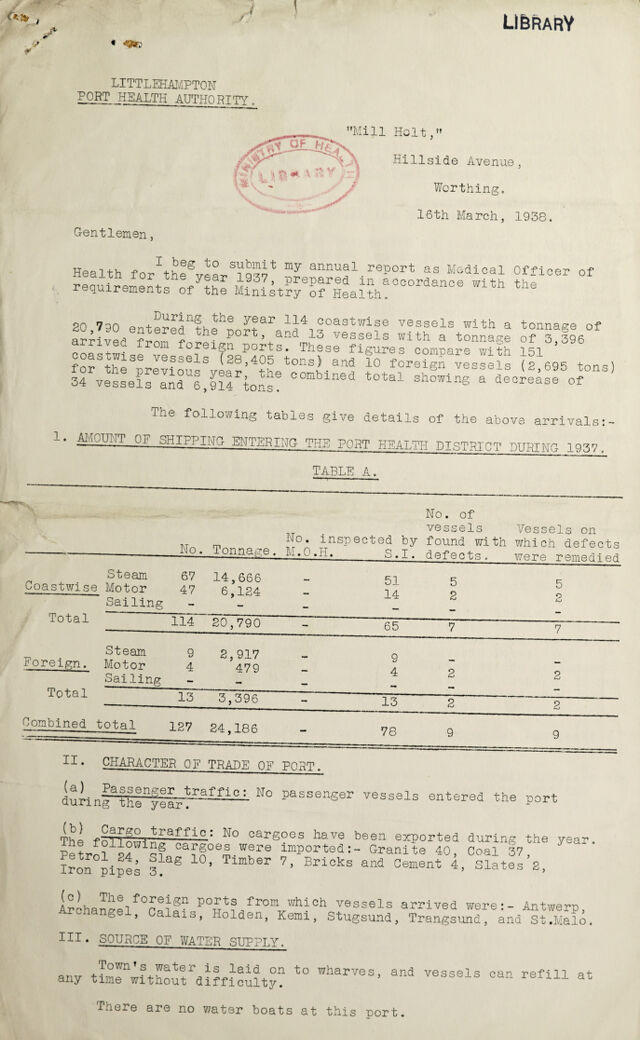 LIBRARY
LITTLEHAMPTON
PORT HEALTH AUTHORITY.
"Mill Holt,"
Hillside Avenue,
Worthing.
16th March, 1938.
MINISTRY OF HEALTH
LIBRARY
Gentlemen,
I beg to submit my annual report as Medical Officer of
Health for the year 1937, prepared in accordance with the
requirements of the Ministry of Health.
During the year 114 coastwise vessels with a tonnage of
20,790 entered the port, and 13 vessels with a tonnage of 3,396
arrived from foreign ports. These figures compare with 151
coastwise vessels (28,405 tons) and 10 foreign vessels (2,695 tons)
for the previous year, the combined total showing a decrease of
34 vessels and 6,914 tons.
The following tables give details of the above arrivals:-
1. AMOUNT OF SHIPPING ENTERING THE PORT HEALTH DISTRICT DURING 1937.
TABLE A.
No. of
vessels Vessels on
No. inspected by found with which defects
No. Tonnage. M.O.H. S.I. defects. were remedied
Steam 67 14,666 - 51 5 5
Coastwise Motor 47 6,124 - 14 2 2
Sailing - - - - - -
Total 114 20,790 - 65 7 7
Steam 9 2,917 - 9 - -
Foreign. Motor 4 479 - 4 2 2
Sailing - - - - - -
Total 13 3,396 - 13 2 2
Combined total 127 24,186 - 78 9 9
II. CHARACTER OF TRADE OF PORT.
(a) Passenger traffic: No passenger vessels entered the port
during the year.
(b) Cargo traffic: No cargoes have been exported during the year.
The following cargoes were imported:- Granite 40, Coal 37,
Petrol 24, Slag 10, Timber 7, Bricks and Cement 4, Slates 2,
Iron pipes 3.
(c) The foreign ports from which vessels arrived were:- Antwerp,
Archangel, Calais, Holden, Kemi, Stugsund, Trangsund, and St.Malo.
III. SOURCE OF WATER SUPPLY.
Town's water is laid on to wharves, and vessels can refill at
any time without difficulty.
There are no water boats at this port.